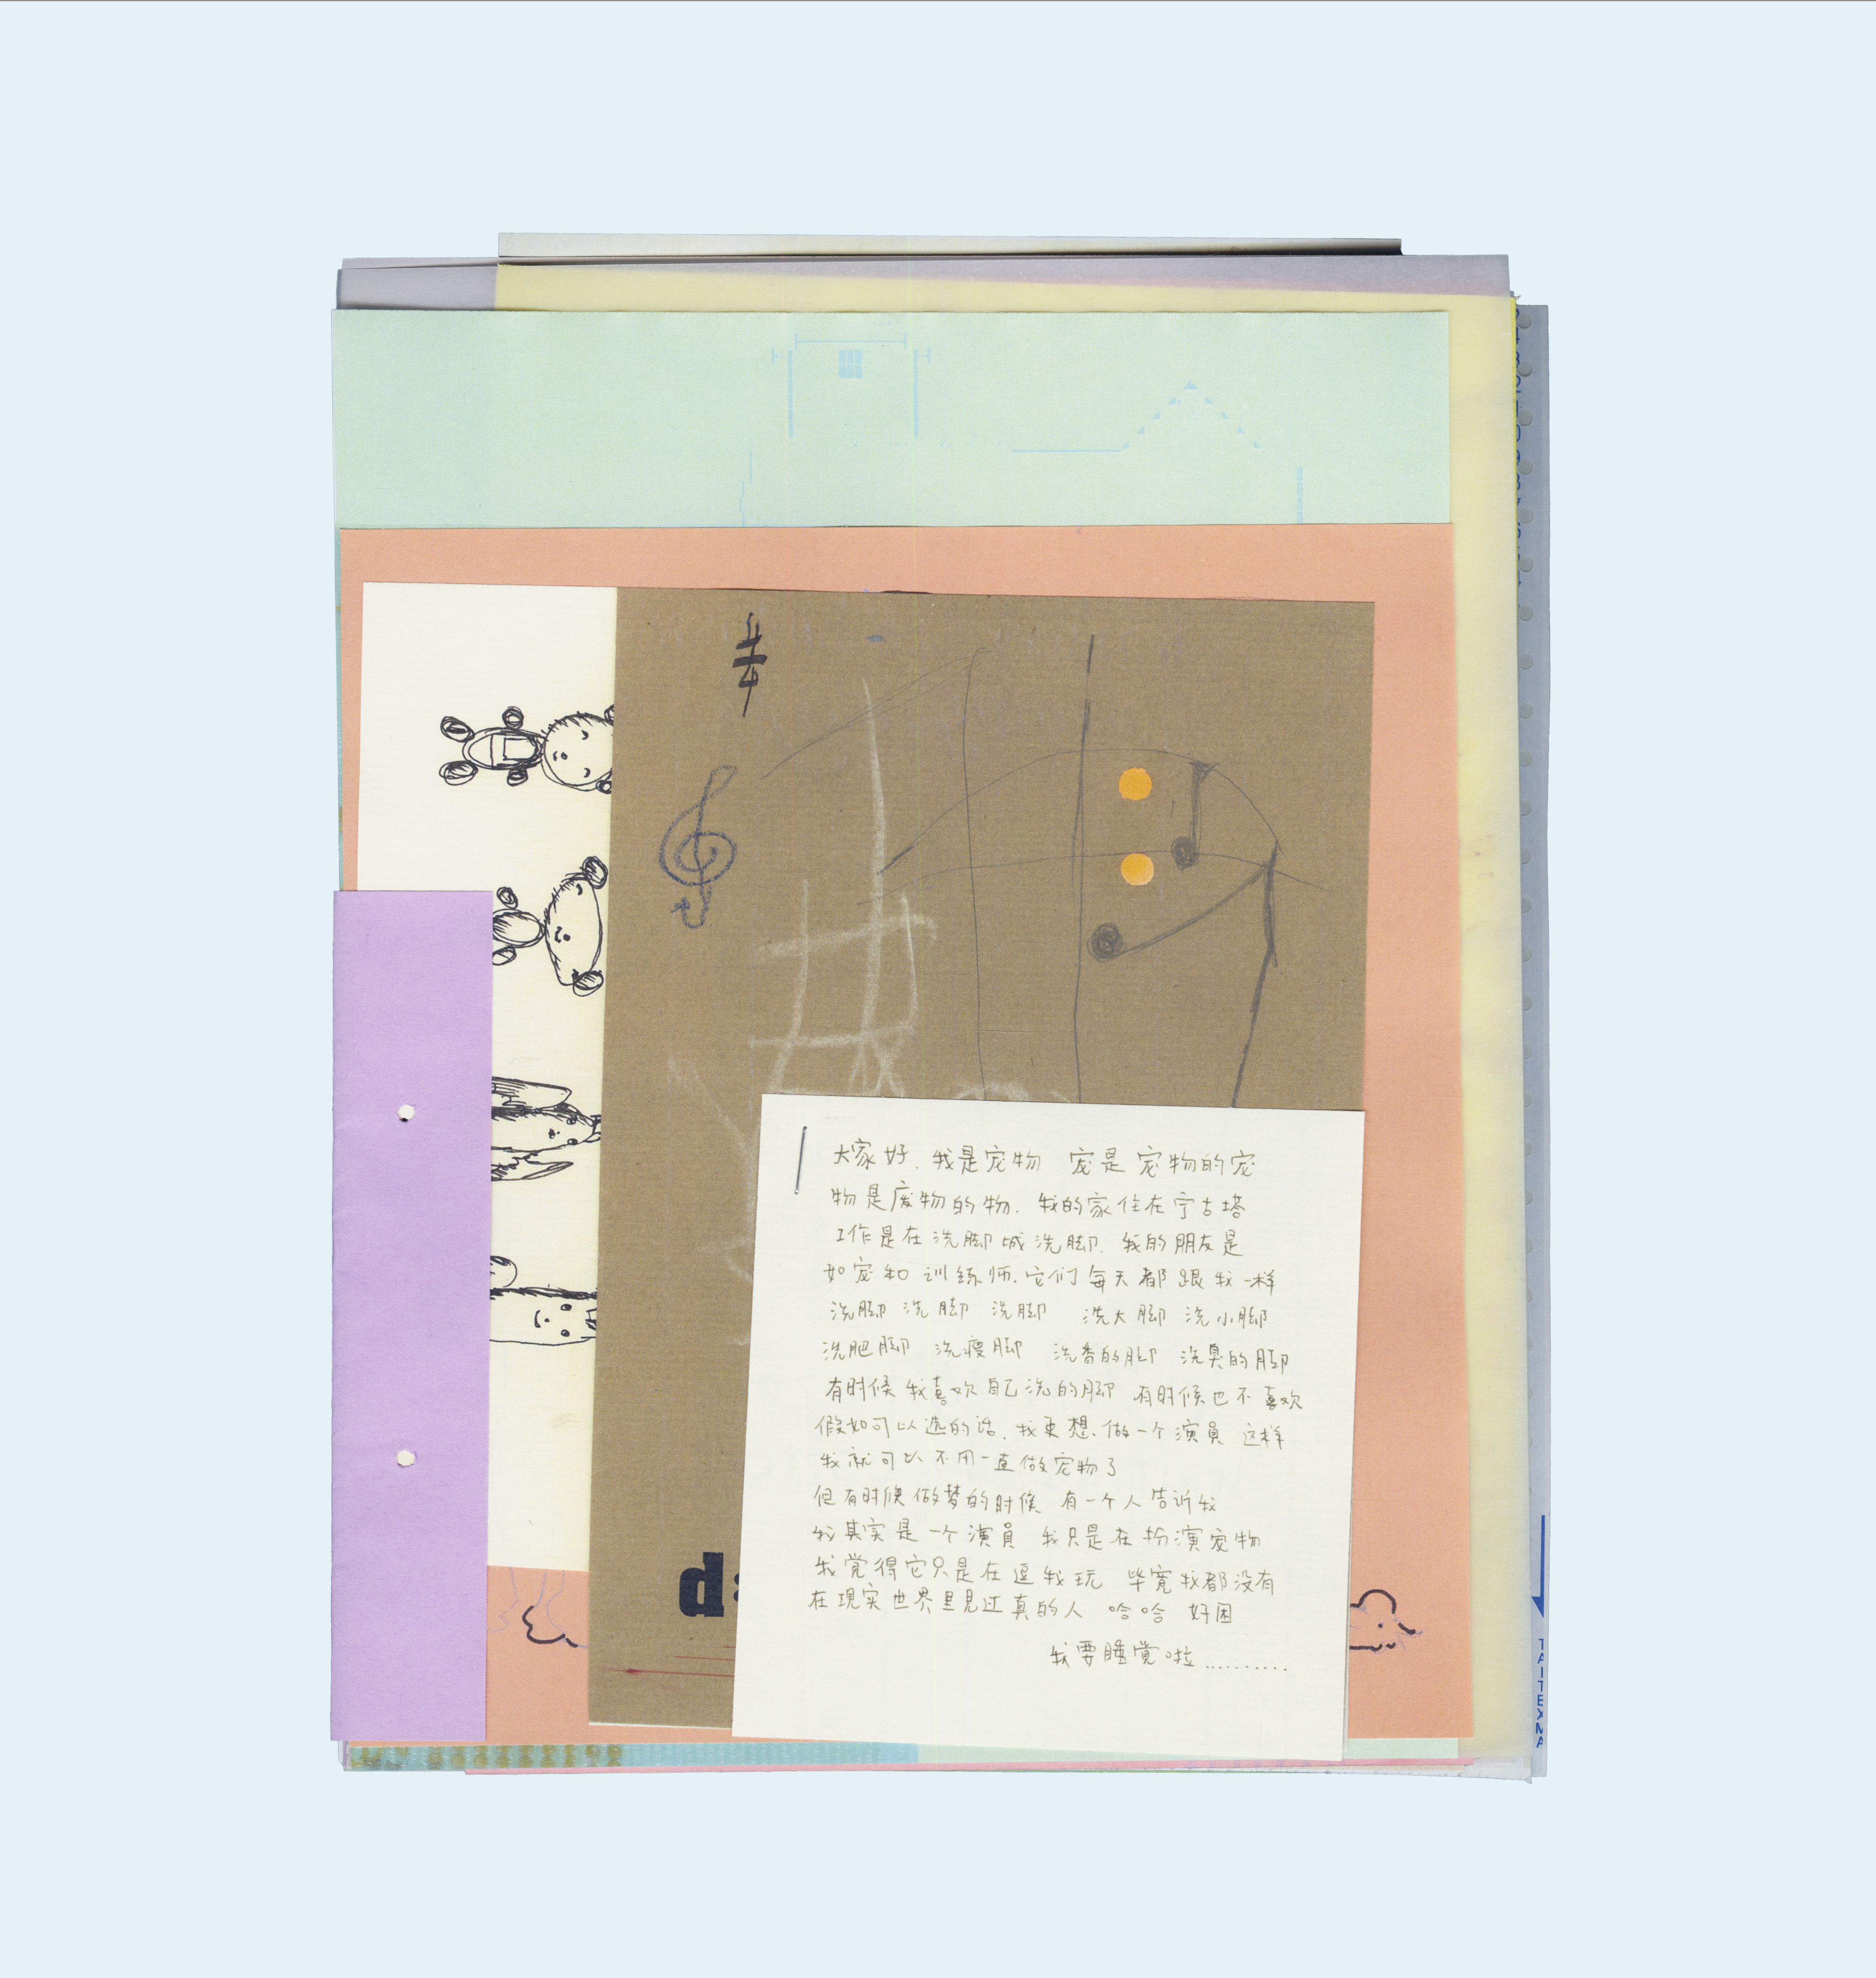 大家好. 我是宠物 宠是宠物的宠
物是废物的物. 我的家住在宁古塔
工作是在洗脚城洗脚. 我的朋友是
如宠和训练师. 它们每天都跟我一样
洗脚 洗脚 洗脚 洗大脚 洗小脚
洗肥脚 洗瘦脚 洗香的脚 洗臭的脚
有时候我喜欢自己洗的脚 有时候也不喜欢
假如可以选的话. 我更想做一个演員 这样
我就可以不用一直做宠物了
但有时候做梦的时候 有一个人告诉我
我其实是一个演員 我只是在扮演宠物
我觉得它只是在逗我玩 毕竟我都没有
在現实世界里見过真的人 哈哈 好困
我要睡觉啦..........
d
TAITEXMA